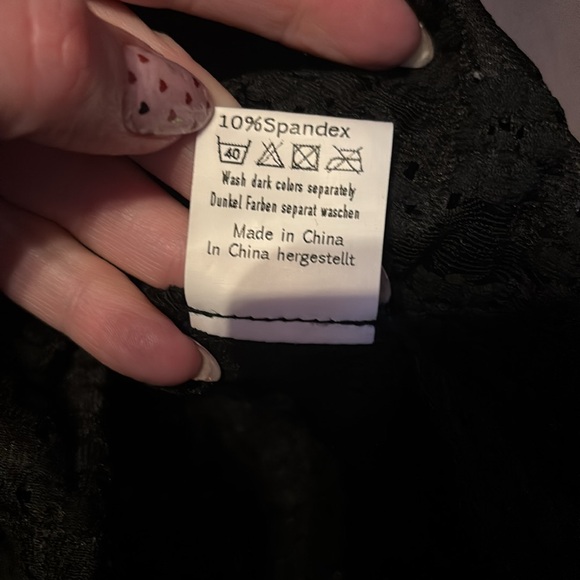 10%Spandex
40
Wash dark colors separately
Dunkel Farben separat waschen
Made in China
In China hergestellt